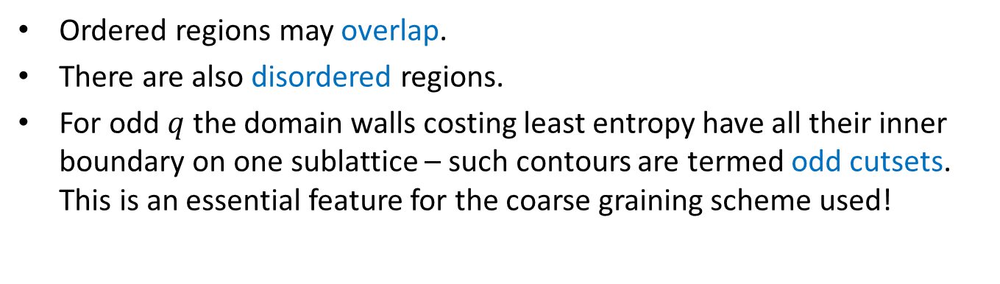 • Ordered regions may overlap.
• There are also disordered regions.
• For odd q the domain walls costing least entropy have all their inner
boundary on one sublattice – such contours are termed odd cutsets.
This is an essential feature for the coarse graining scheme used!